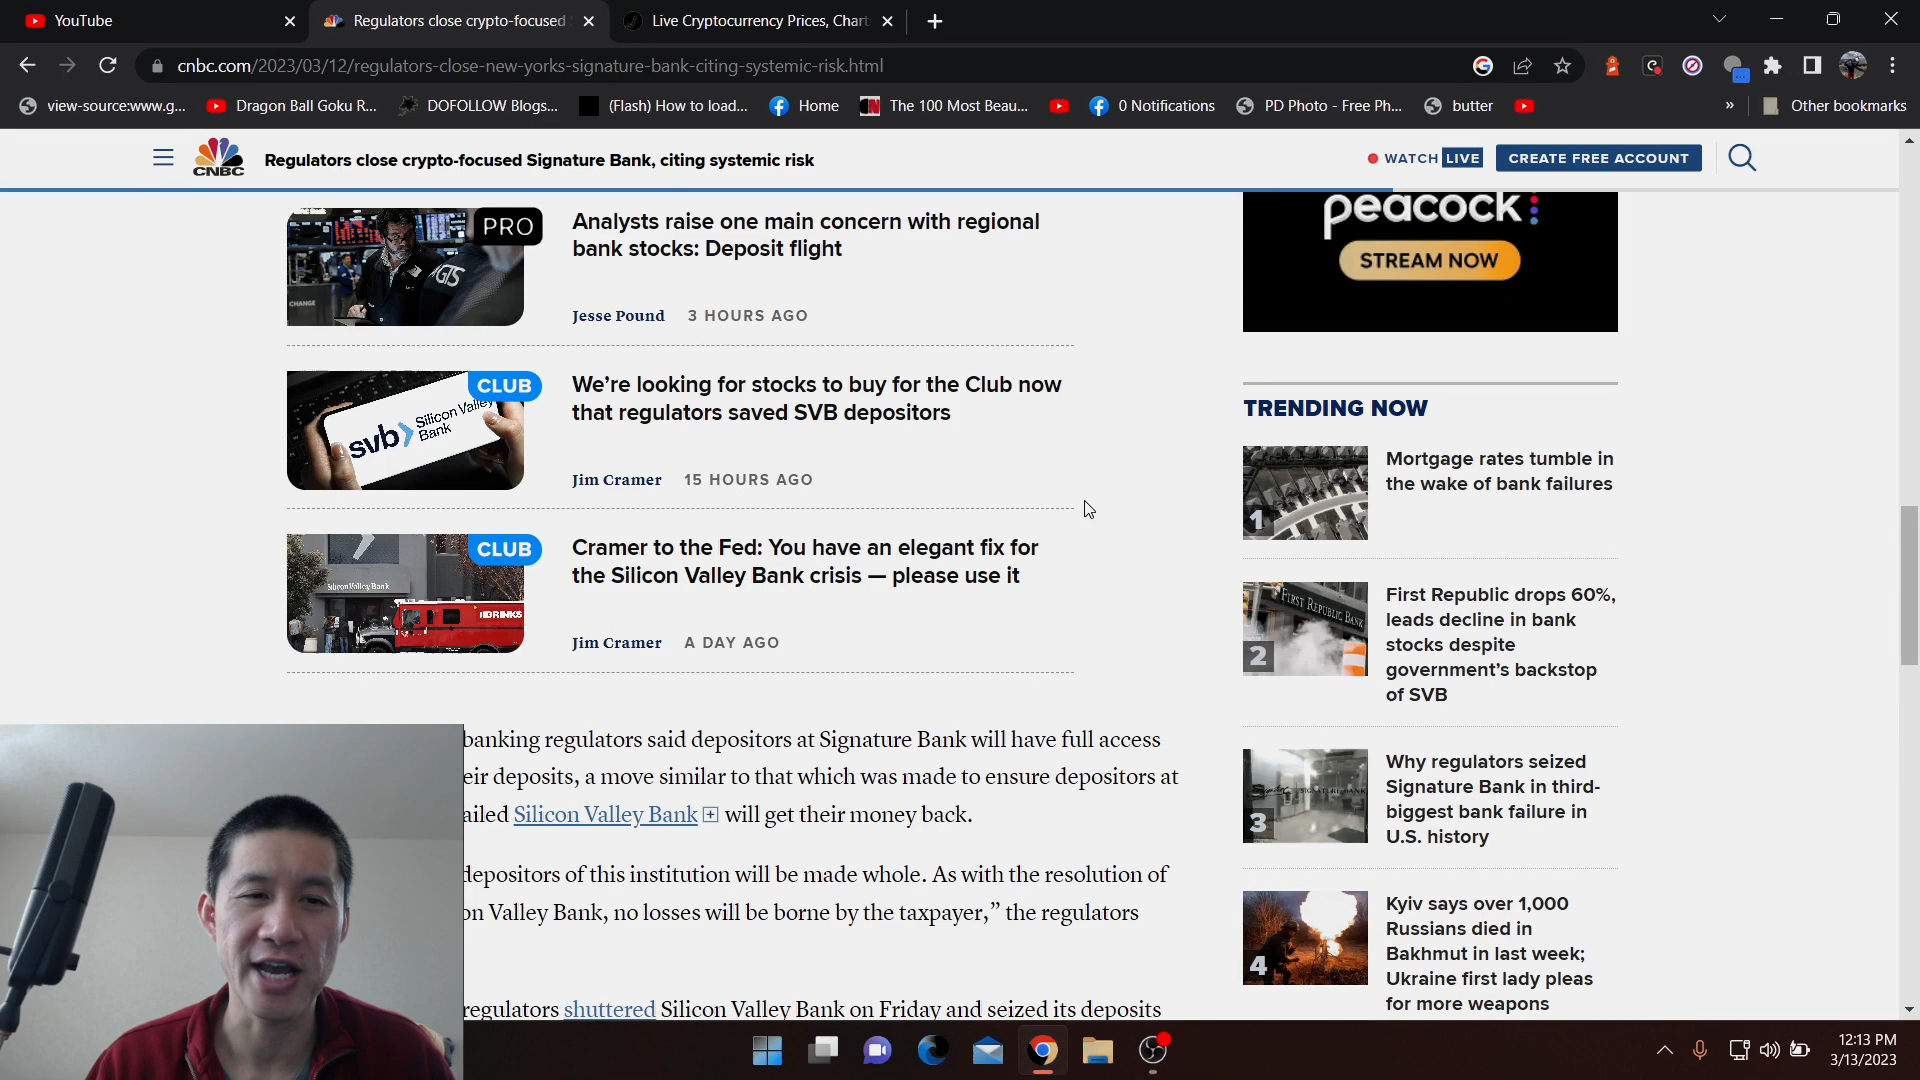 YouTube
Regulators close crypto-focused
Live Cryptocurrency Prices, Chart
cnbc.com/2023/03/12/regulators-close-new-yorks-signature-bank-citing-systemic-risk.html
view-source:www.g...
Dragon Ball Goku R...
DOFOLLOW Blogs...
(Flash) How to load...
Home
The 100 Most Beau...
0 Notifications
PD Photo - Free Ph...
butter
»
Other bookmarks
CNBC
Regulators close crypto-focused Signature Bank, citing systemic risk
WATCH LIVE
CREATE FREE ACCOUNT
PRO
Analysts raise one main concern with regional
bank stocks: Deposit flight
Jesse Pound 3 HOURS AGO
CLUB
svb Silicon Valley
Bank
We're looking for stocks to buy for the Club now
that regulators saved SVB depositors
Jim Cramer 15 HOURS AGO
CLUB
Silicon Valley Bank
Cramer to the Fed: You have an elegant fix for
the Silicon Valley Bank crisis — please use it
Jim Cramer A DAY AGO
banking regulators said depositors at Signature Bank will have full access
eir deposits, a move similar to that which was made to ensure depositors at
ailed Silicon Valley Bank will get their money back.
depositors of this institution will be made whole. As with the resolution of
on Valley Bank, no losses will be borne by the taxpayer,” the regulators
regulators shuttered Silicon Valley Bank on Friday and seized its deposits
peacock
STREAM NOW
TRENDING NOW
1
Mortgage rates tumble in
the wake of bank failures
FIRST REPUBLIC BANK
2
First Republic drops 60%,
leads decline in bank
stocks despite
government's backstop
of SVB
SIGNATURE BANK
3
Why regulators seized
Signature Bank in third-
biggest bank failure in
U.S. history
4
Kyiv says over 1,000
Russians died in
Bakhmut in last week;
Ukraine first lady pleas
for more weapons
12:13 PM
3/13/2023